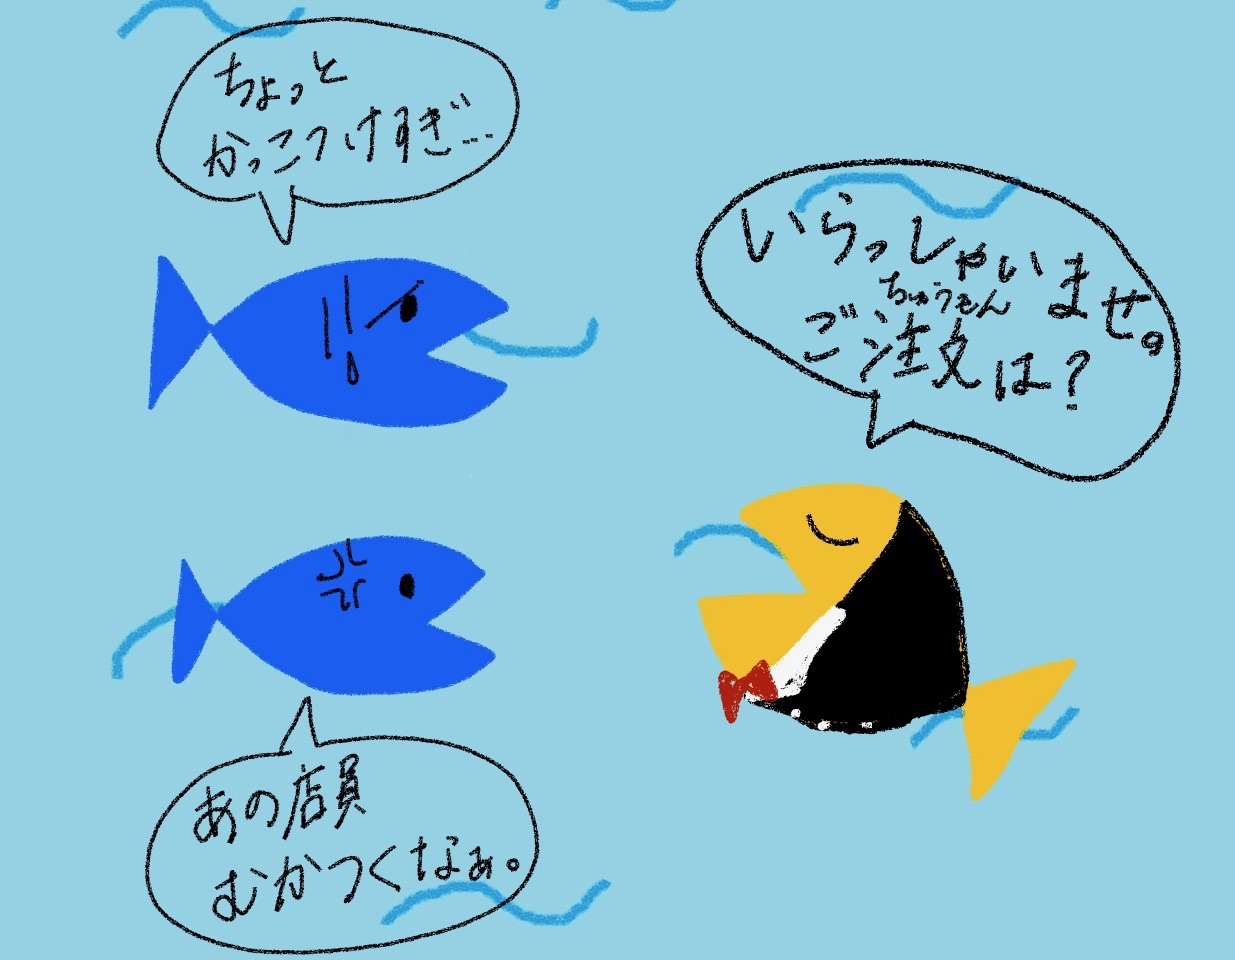 ちょっと
かっこつけすぎ…
いらっしゃいませ。
ちゅうもん
ご注文は?
あの店員
むかつくなぁ。